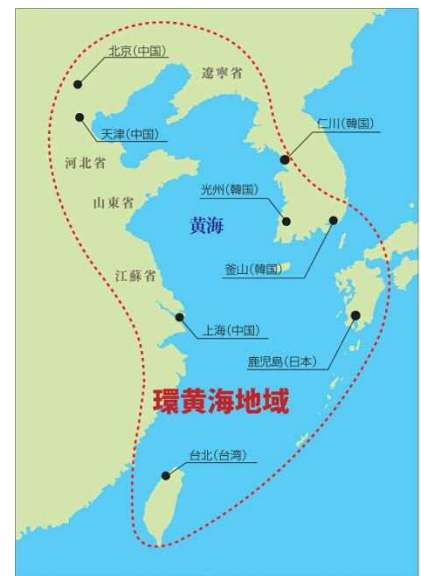 北京(中国)
遼寧省
天津(中国)
仁川(韓国)
河北省
光州(韓国)
山東省
黄海
釜山(韓国)
江蘇省
上海(中国)
鹿児島(日本)
環黄海地域
台北(台湾)